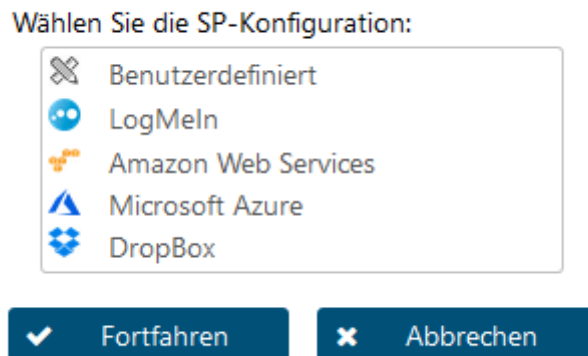 Wählen Sie die SP-Konfiguration:
Benutzerdefiniert
LogMeIn
Amazon Web Services
Microsoft Azure
DropBox
Fortfahren Abbrechen